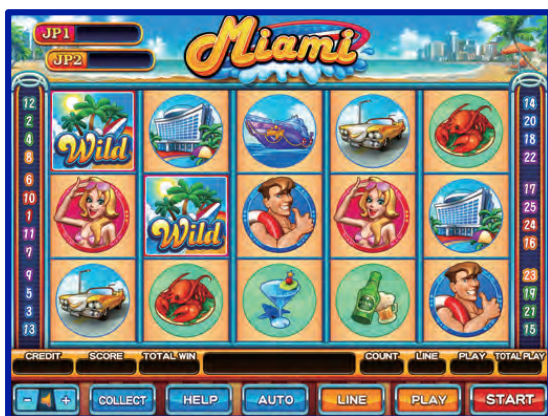 JP1
JP2
Miami
12 14
2 20
4 18
8 22
Wild
6 17
10 25
1 24
11 16
7
Wild
9 23
5 19
3 21
13 15
CREDIT SCORE TOTAL WIN COUNT LINE PLAY TOTAL PLAY
- + COLLECT HELP AUTO LINE PLAY START